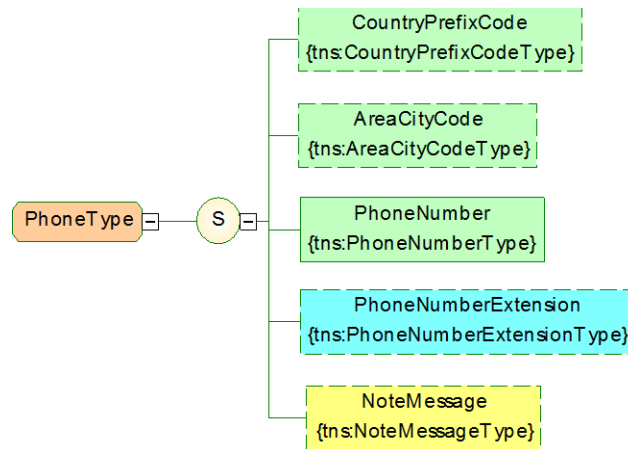 CountryPrefixCode
{tns:CountryPrefixCodeType}
AreaCityCode
{tns:AreaCityCodeType}
PhoneType
S
PhoneNumber
{tns:PhoneNumberType}
PhoneNumberExtension
{tns:PhoneNumberExtensionType}
NoteMessage
{tns:NoteMessageType}